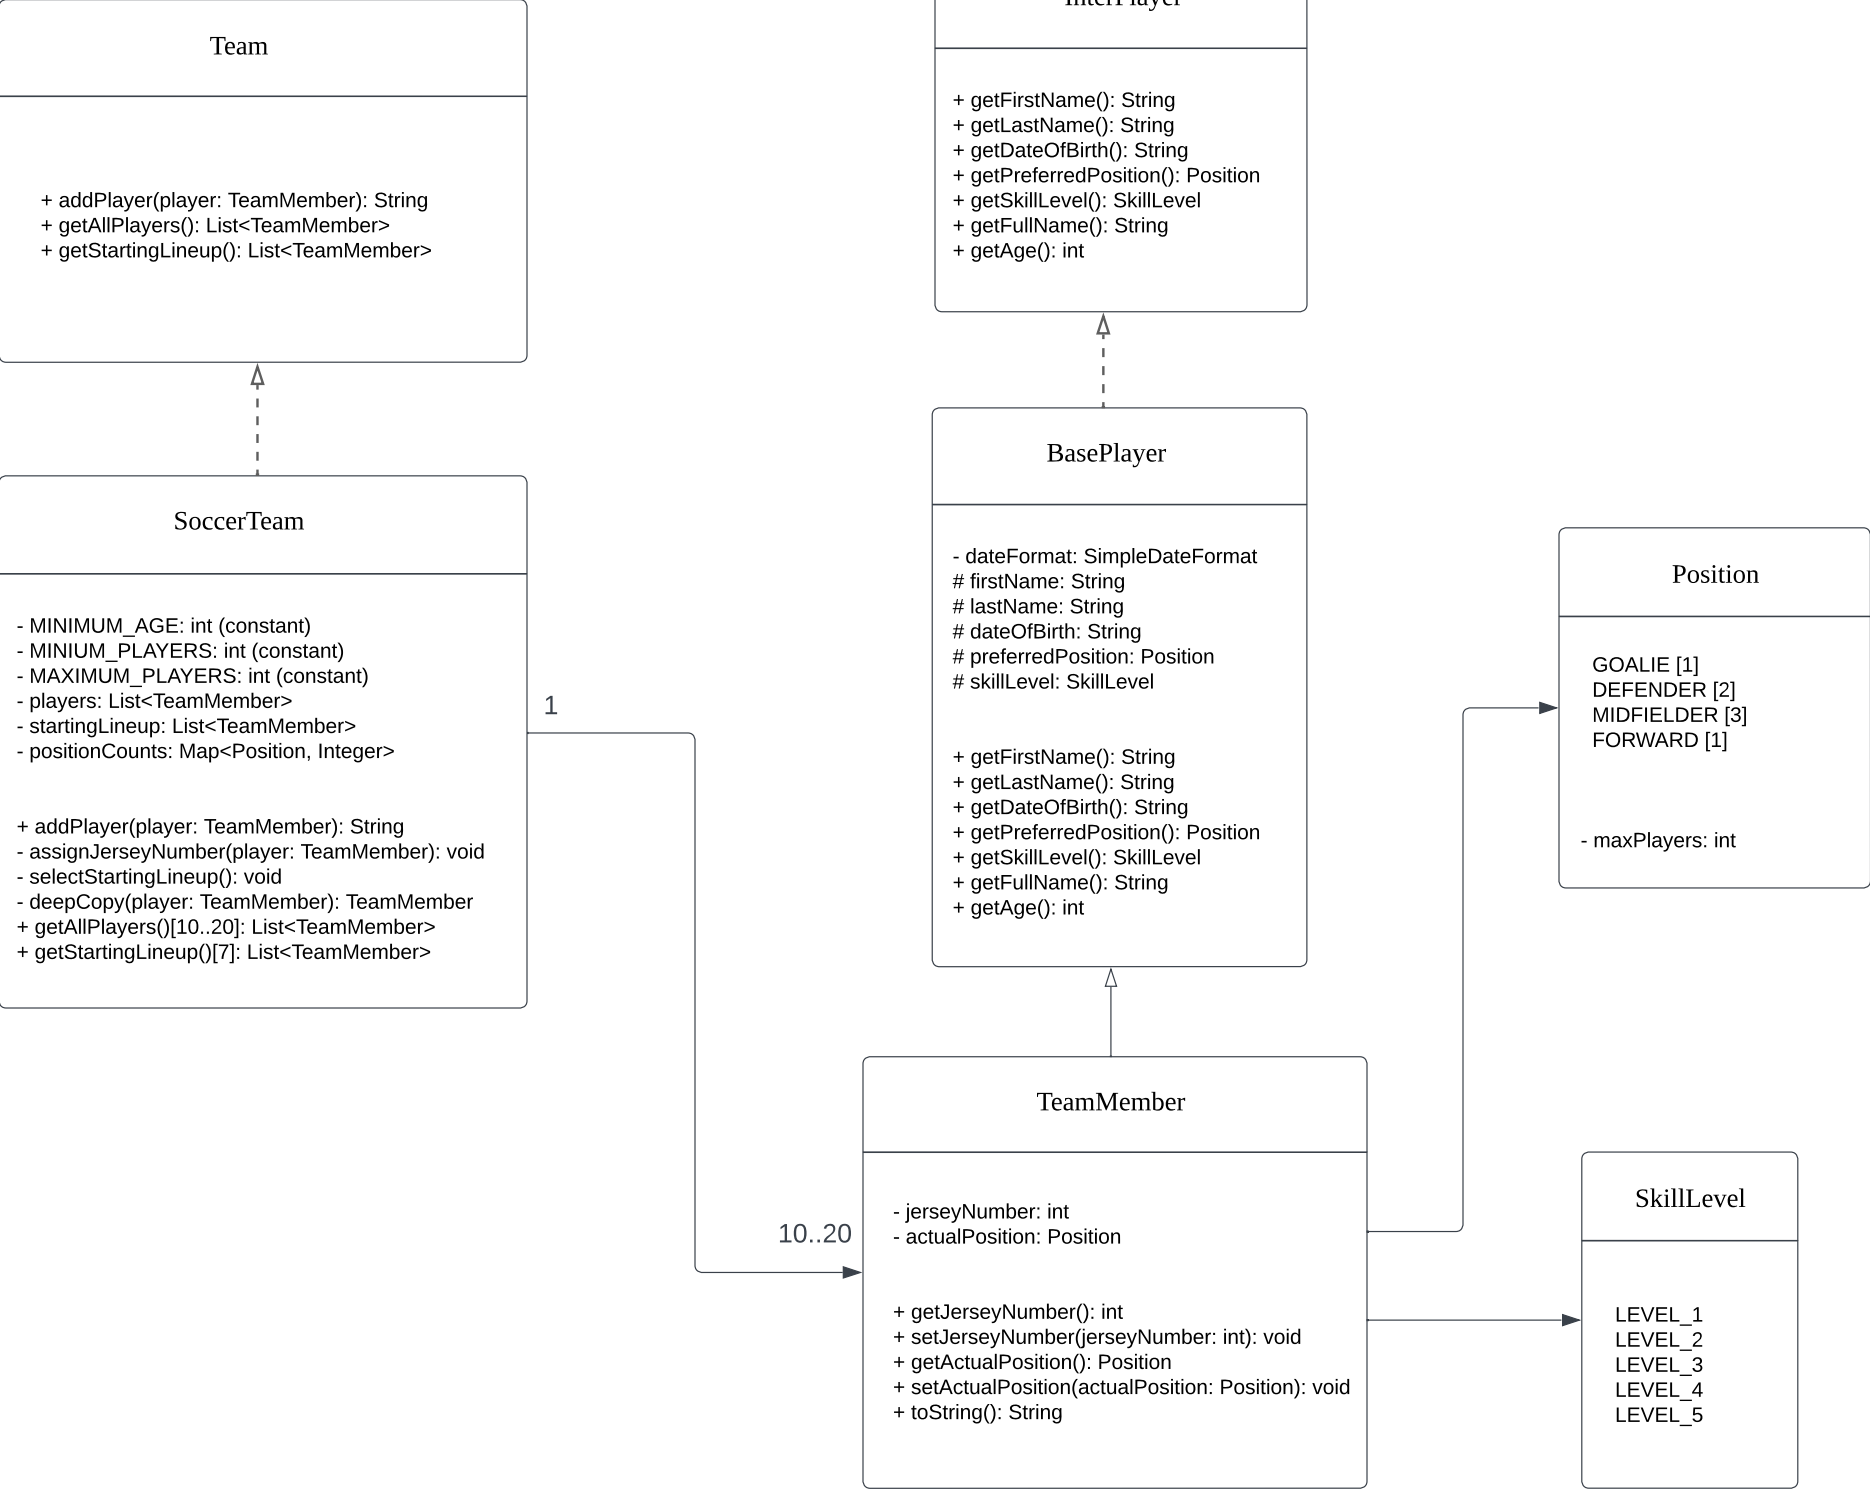 Team
+ addPlayer(player: TeamMember): String
+ getAllPlayers(): List<TeamMember>
+ getStartingLineup(): List<TeamMember>
InterPlayer
+ getFirstName(): String
+ getLastName(): String
+ getDateOfBirth(): String
+ getPreferredPosition(): Position
+ getSkillLevel(): SkillLevel
+ getFullName(): String
+ getAge(): int
SoccerTeam
- MINIMUM_AGE: int (constant)
- MINIUM_PLAYERS: int (constant)
- MAXIMUM_PLAYERS: int (constant)
- players: List<TeamMember>
- startingLineup: List<TeamMember>
- positionCounts: Map<Position, Integer>
+ addPlayer(player: TeamMember): String
- assignJerseyNumber(player: TeamMember): void
- selectStartingLineup(): void
- deepCopy(player: TeamMember): TeamMember
+ getAllPlayers()[10..20]: List<TeamMember>
+ getStartingLineup()[7]: List<TeamMember>
1
10..20
BasePlayer
- dateFormat: SimpleDateFormat
# firstName: String
# lastName: String
# dateOfBirth: String
# preferredPosition: Position
# skillLevel: SkillLevel
+ getFirstName(): String
+ getLastName(): String
+ getDateOfBirth(): String
+ getPreferredPosition(): Position
+ getSkillLevel(): SkillLevel
+ getFullName(): String
+ getAge(): int
Position
GOALIE [1]
DEFENDER [2]
MIDFIELDER [3]
FORWARD [1]
- maxPlayers: int
TeamMember
- jerseyNumber: int
- actualPosition: Position
+ getJerseyNumber(): int
+ setJerseyNumber(jerseyNumber: int): void
+ getActualPosition(): Position
+ setActualPosition(actualPosition: Position): void
+ toString(): String
SkillLevel
LEVEL_1
LEVEL_2
LEVEL_3
LEVEL_4
LEVEL_5